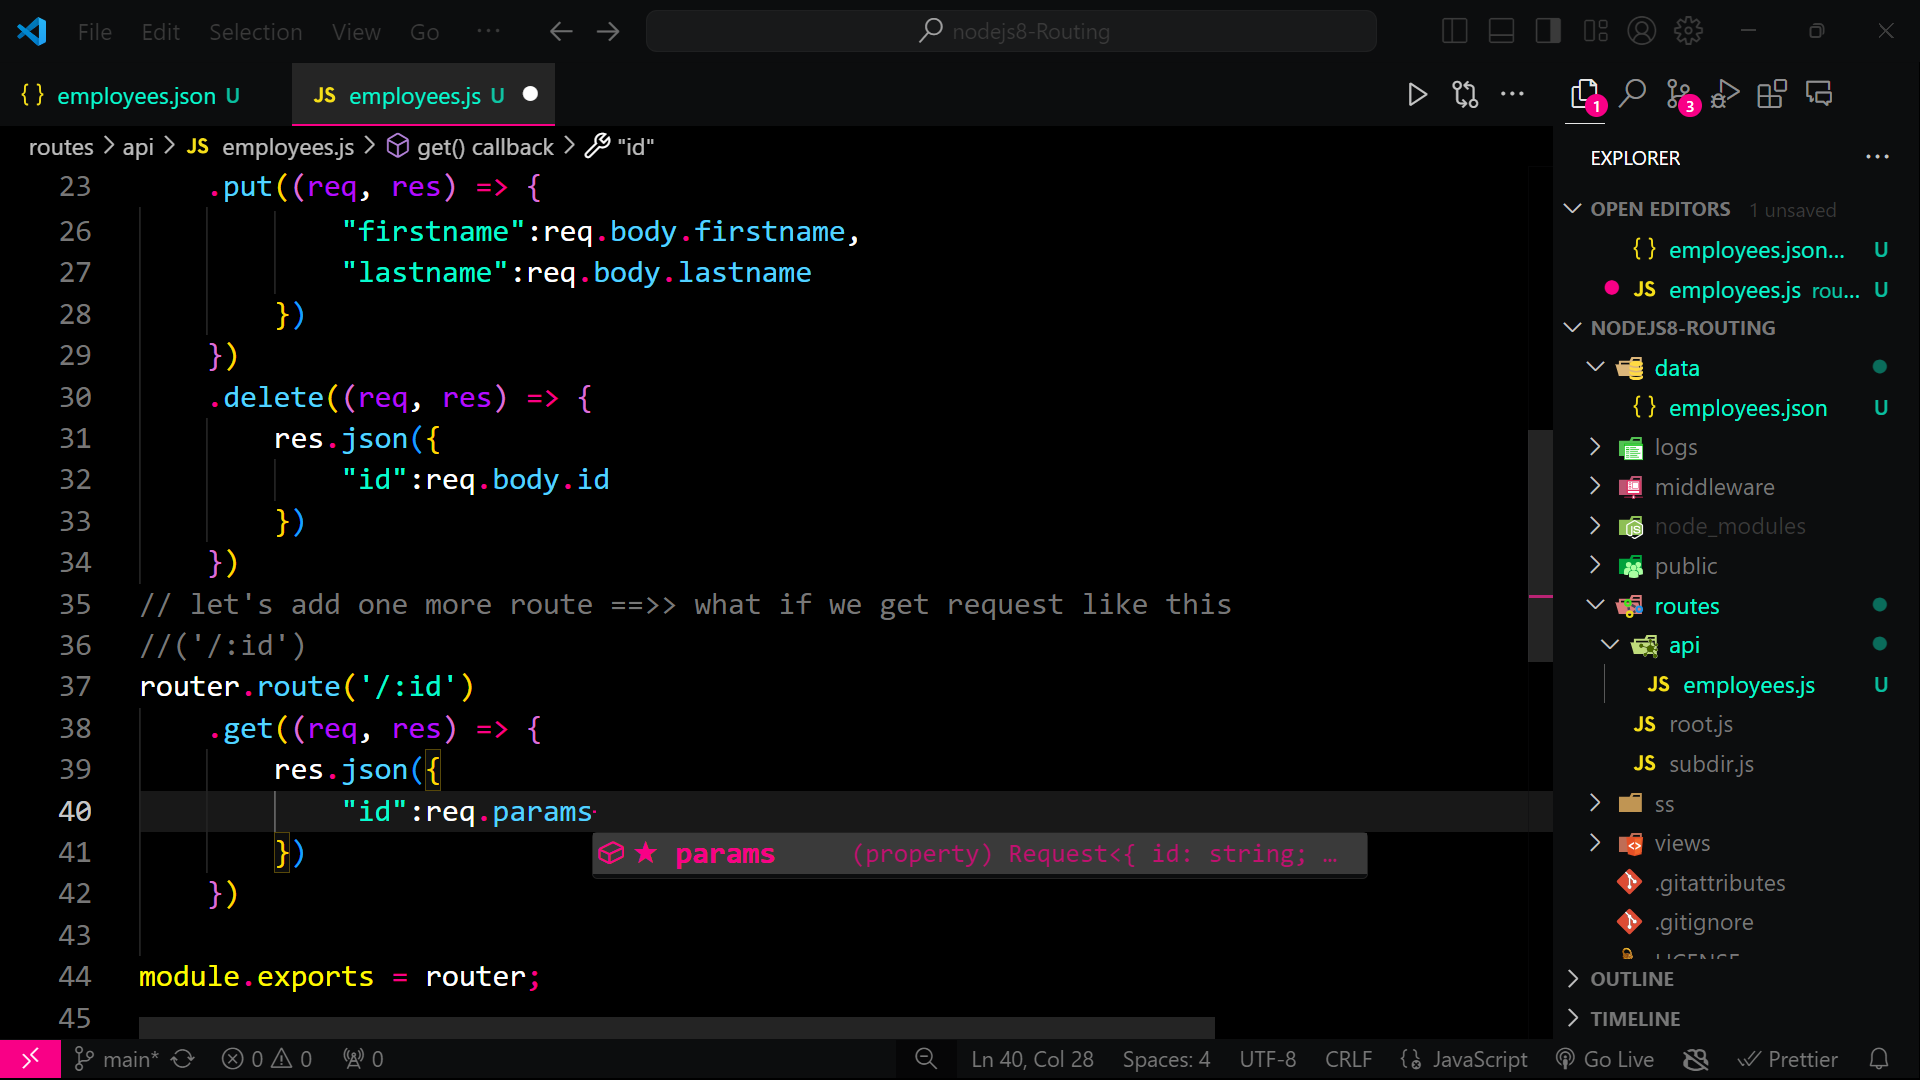 File Edit Selection View Go ··· nodejs8-Routing
{} employees.json U JS employees.js U
routes > api > JS employees.js > get() callback > "id"
23 .put((req, res) => {
26 "firstname":req.body.firstname,
27 "lastname":req.body.lastname
28 })
29 })
30 .delete((req, res) => {
31 res.json({
32 "id":req.body.id
33 })
34 })
35 // let's add one more route ==>> what if we get request like this
36 //('/:id')
37 router.route('/:id')
38 .get((req, res) => {
39 res.json({
40 "id":req.params
params (property) Request<{ id: string; …
41 })
42 })
43
44 module.exports = router;
45
1 3
EXPLORER ···
OPEN EDITORS 1 unsaved
{} employees.json... U
JS employees.js rou... U
NODEJS8-ROUTING
data
{} employees.json U
logs
middleware
node_modules
public
routes
api
JS employees.js U
JS root.js
JS subdir.js
ss
views
.gitattributes
.gitignore
LICENSE
OUTLINE
TIMELINE
main* 0 0 0 Ln 40, Col 28 Spaces: 4 UTF-8 CRLF {} JavaScript Go Live Prettier